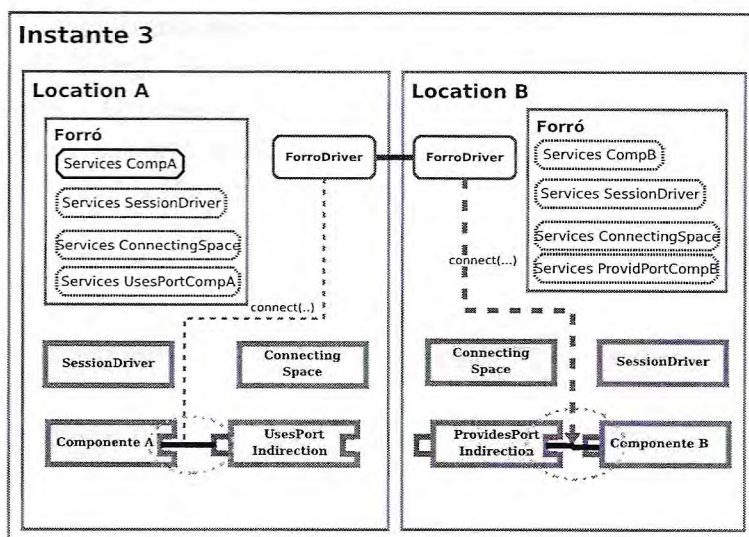 Instante 3
Location A
Forró
Services CompA
Services SessionDriver
Services ConnectingSpace
Services UsesPortCompA
ForroDriver
connect(..)
SessionDriver
Connecting
Space
Componente A
UsesPort
Indirection
Location B
ForroDriver
Forró
Services CompB
Services SessionDriver
Services ConnectingSpace
Services ProvidPortCompB
connect(...)
Connecting
Space
SessionDriver
ProvidesPort
Indirection
Componente B